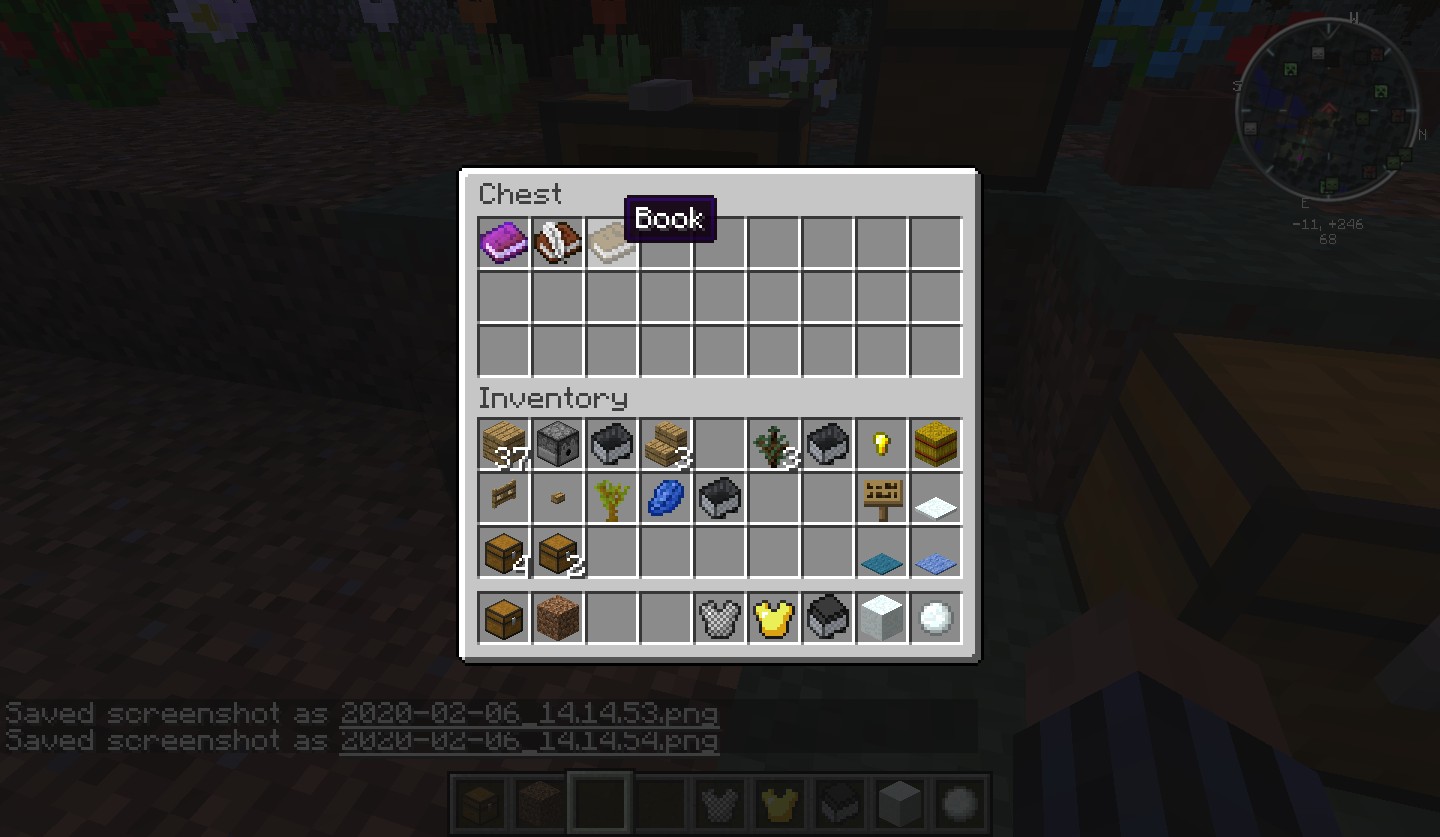 W
S
N
E
-11, +246
68
Chest
Book
Inventory
37
3
3
4
2
Saved screenshot as 2020-02-06_14.14.53.png
Saved screenshot as 2020-02-06_14.14.54.png